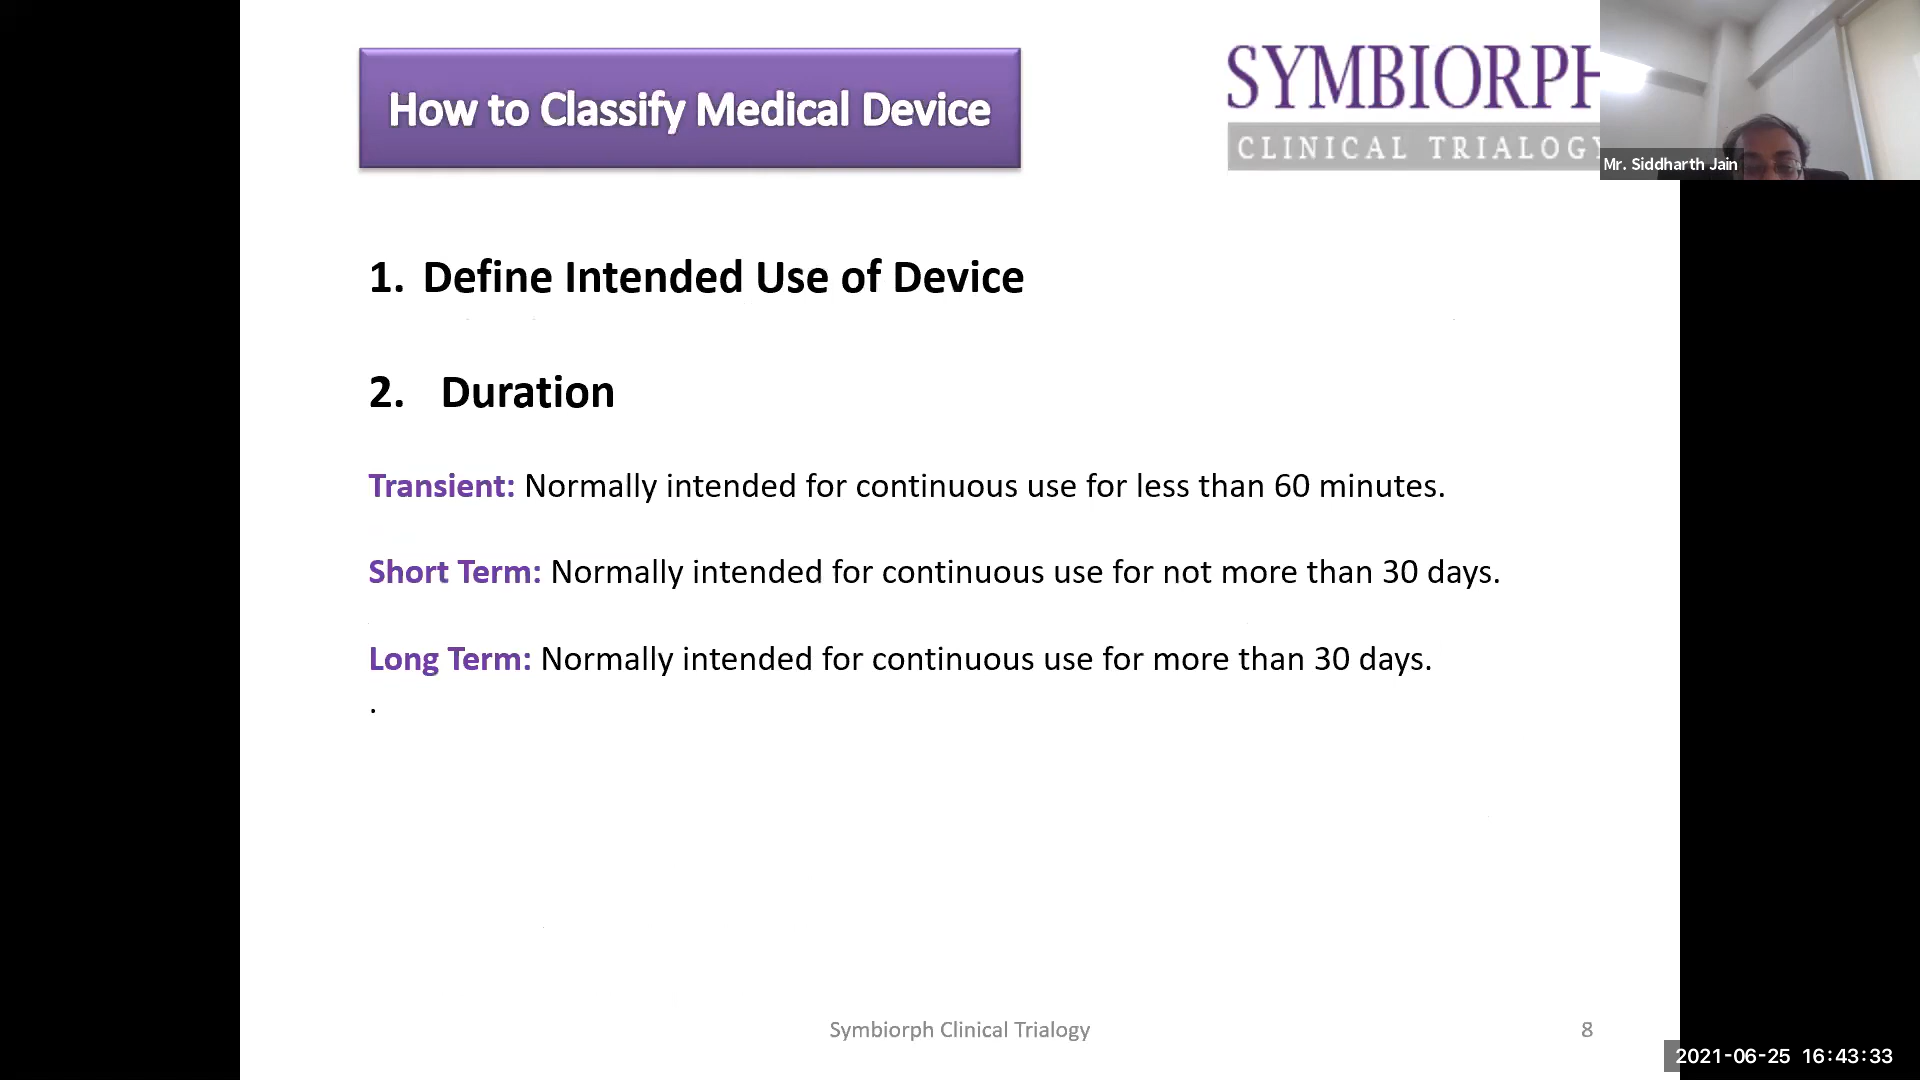 How to Classify Medical Device
SYMBIORPH
CLINICAL TRIALOGY
Mr. Siddharth Jain
1. Define Intended Use of Device
2. Duration
Transient: Normally intended for continuous use for less than 60 minutes.
Short Term: Normally intended for continuous use for not more than 30 days.
Long Term: Normally intended for continuous use for more than 30 days.
.
Symbiorph Clinical Trialogy
8
2021-06-25 16:43:33